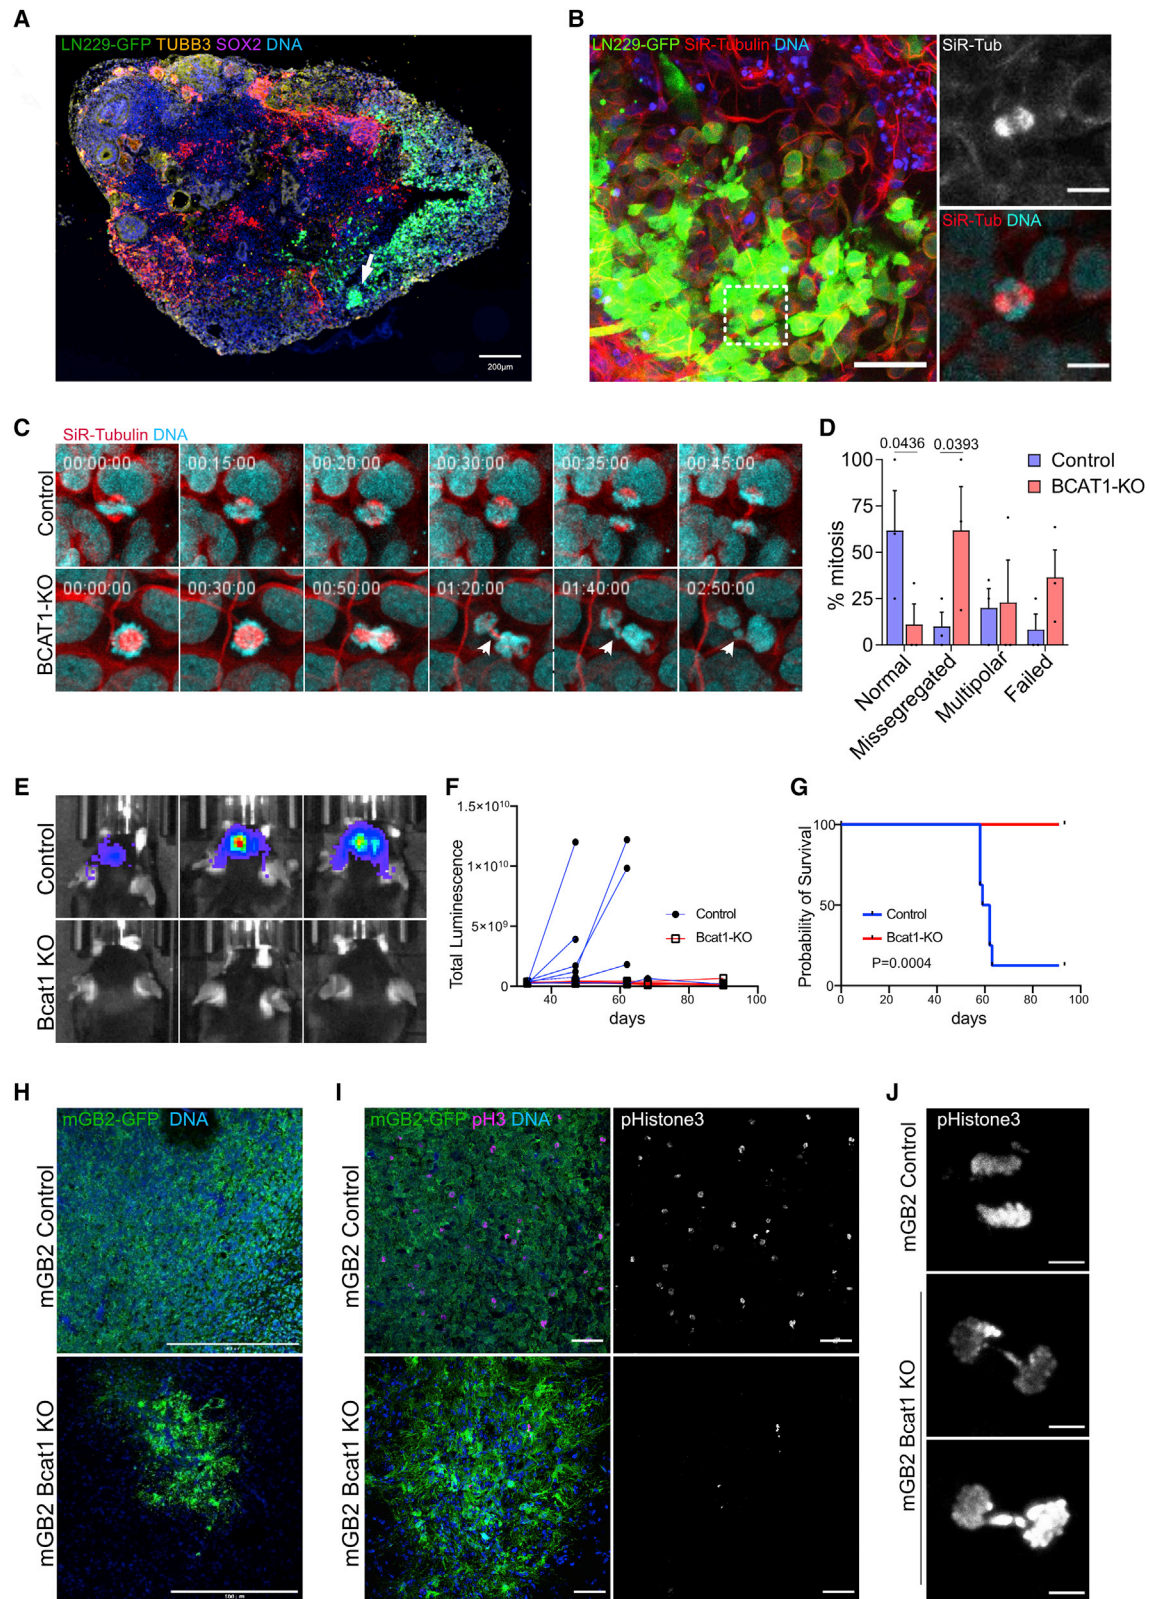 A
LN229-GFP TUBB3 SOX2 DNA
200µm
B
LN229-GFP SiR-Tubulin DNA
SiR-Tub
SiR-Tub DNA
C
SiR-Tubulin DNA
Control
00:00:00 00:15:00 00:20:00 00:30:00 00:35:00 00:45:00
BCAT1-KO
00:00:00 00:30:00 00:50:00 01:20:00 01:40:00 02:50:00
D
0.0436 0.0393
Control
BCAT1-KO
% mitosis
100
75
50
25
0
Normal
Missegregated
Multipolar
Failed
E
Control
Bcat1 KO
F
Total Luminescence
1.5×10¹⁰
1×10¹⁰
5×10⁹
0
40 60 80 100
days
Control
Bcat1-KO
G
Probability of Survival
100
50
0
0 20 40 60 80 100
days
Control
Bcat1-KO
P=0.0004
H
mGB2-GFP DNA
mGB2 Control
mGB2 Bcat1 KO
I
mGB2-GFP pH3 DNA
pHistone3
mGB2 Control
mGB2 Bcat1 KO
J
pHistone3
mGB2 Control
mGB2 Bcat1 KO